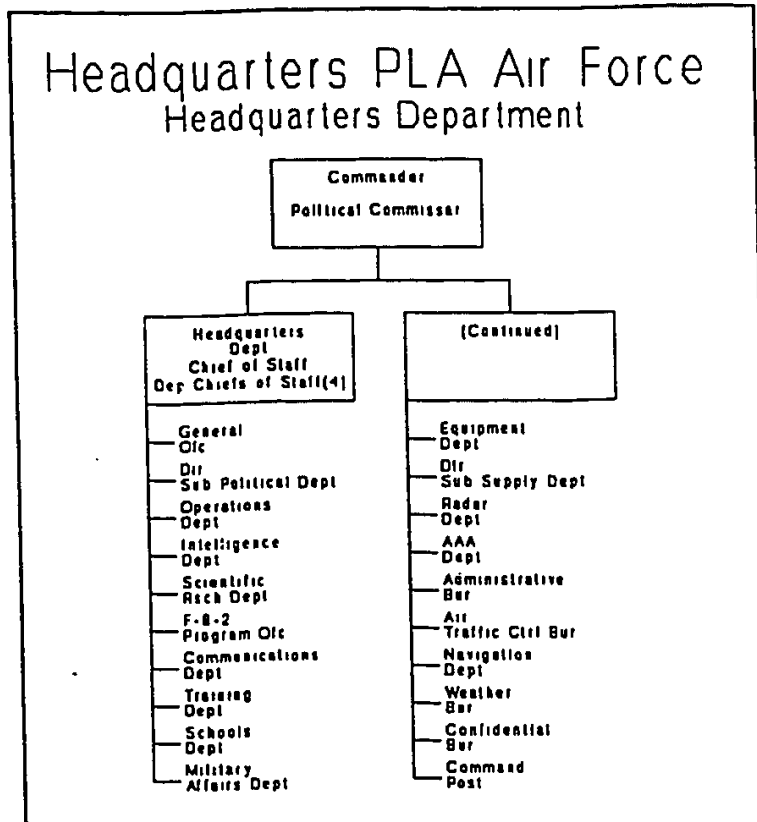 Headquarters PLA Air Force
Headquarters Department
Commander
Political Commissar
Headquarters
Dept
Chief of Staff
Dep Chiefs of Staff(4)
General
Ofc
Dir
Sub Political Dept
Operations
Dept
Intelligence
Dept
Scientific
Rsch Dept
F-8-2
Program Ofc
Communications
Dept
Training
Dept
Schools
Dept
Military
Affairs Dept
(Continued)
Equipment
Dept
Dir
Sub Supply Dept
Radar
Dept
AAA
Dept
Administrative
Bur
Air
Traffic Ctrl Bur
Navigation
Dept
Weather
Bur
Confidential
Bur
Command
Post